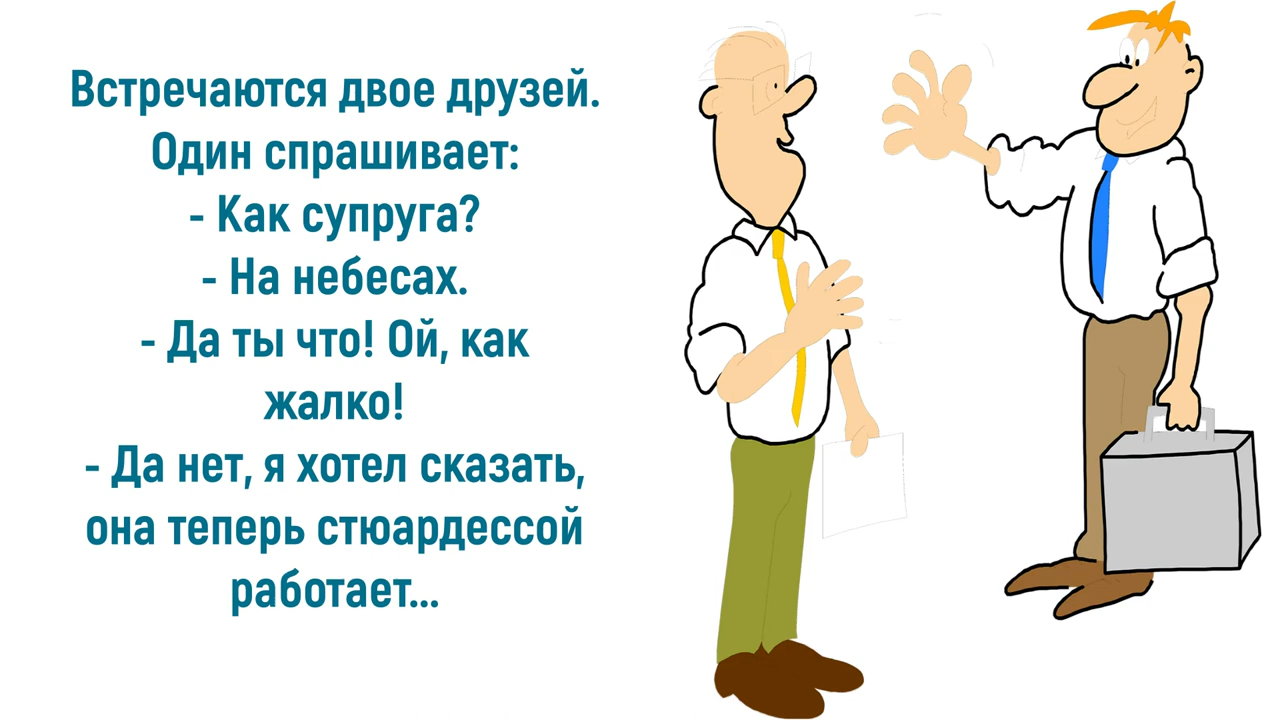 Встречаются двое друзей.
Один спрашивает:
- Как супруга?
- На небесах.
- Да ты что! Ой, как
жалко!
- Да нет, я хотел сказать,
она теперь стюардессой
работает...